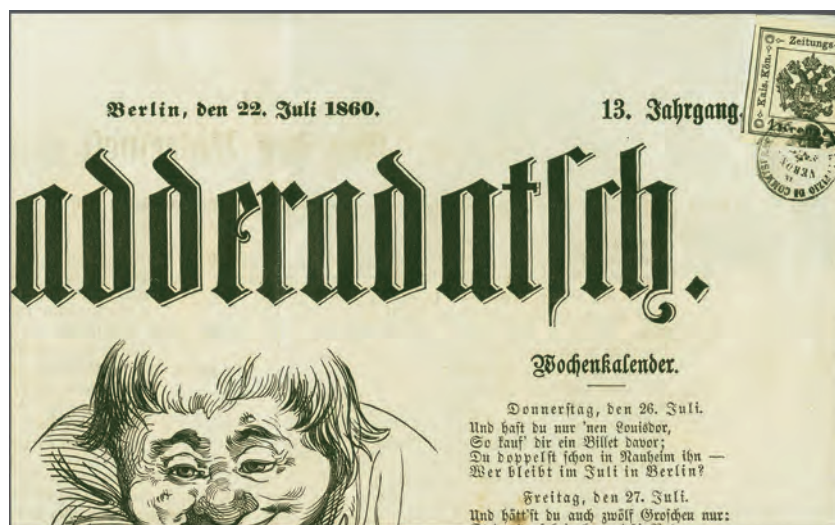 Berlin, den 22. Juli 1860.
13. Jahrgang.
Zeitungs
Kais. Kön.
adderadatsch.
Wochenkalender.
Donnerstag, den 26. Juli.
Und hast du nur 'nen Louisdor,
So kauf' dir ein Billet davor;
Du doppelst schon in Nauheim ihn —
Wer bleibt im Juli in Berlin?
Freitag, den 27. Juli.
Und hätt'st du auch zwölf Groschen nur: